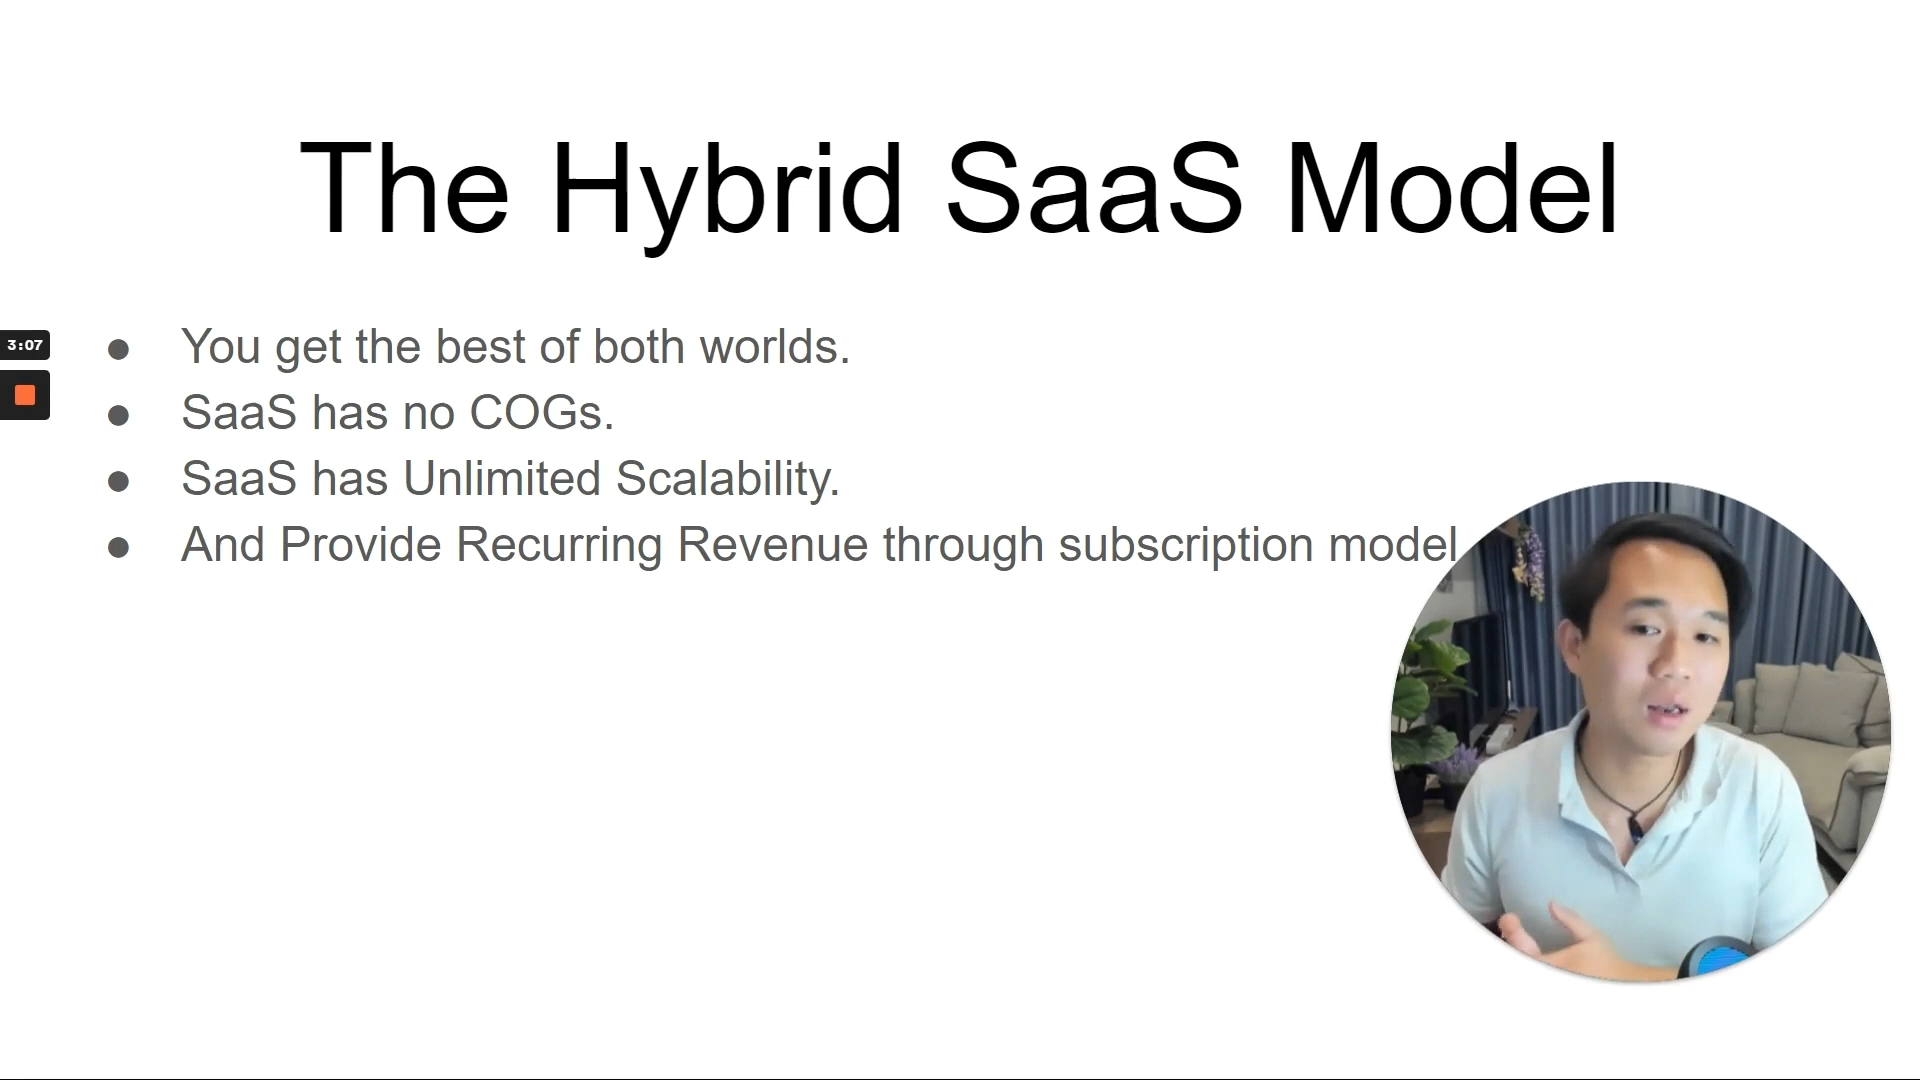 The Hybrid SaaS Model
3:07
You get the best of both worlds.
SaaS has no COGs.
SaaS has Unlimited Scalability.
And Provide Recurring Revenue through subscription model